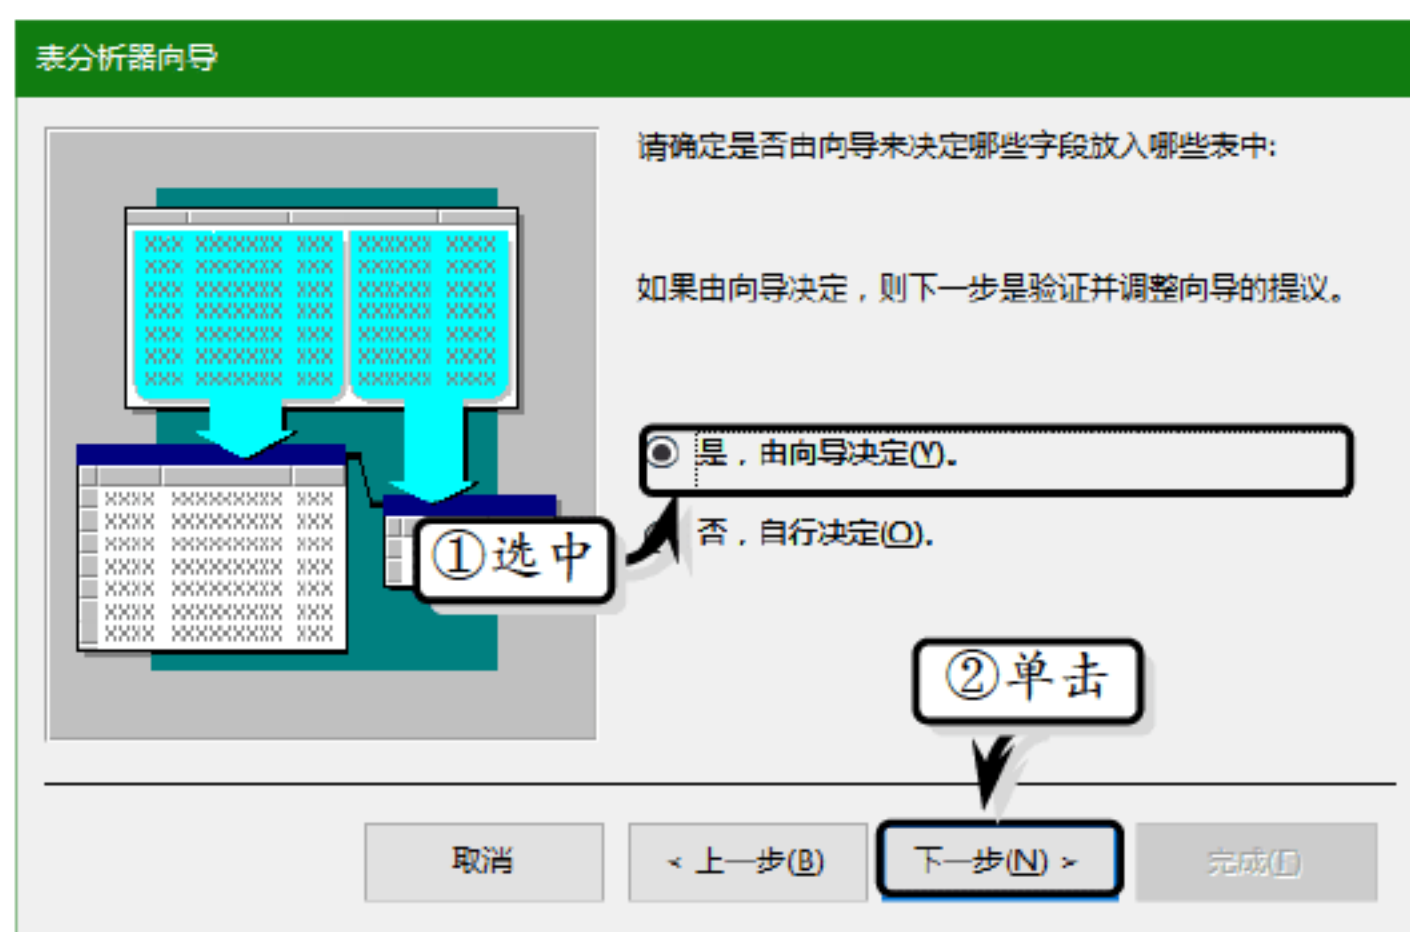 表分析器向导
请确定是否由向导来决定哪些字段放入哪些表中:
如果由向导决定，则下一步是验证并调整向导的提议。
是，由向导决定(Y)。
否，自行决定(O)。
①选中
②单击
取消
< 上一步(B)
下一步(N) >
完成(F)